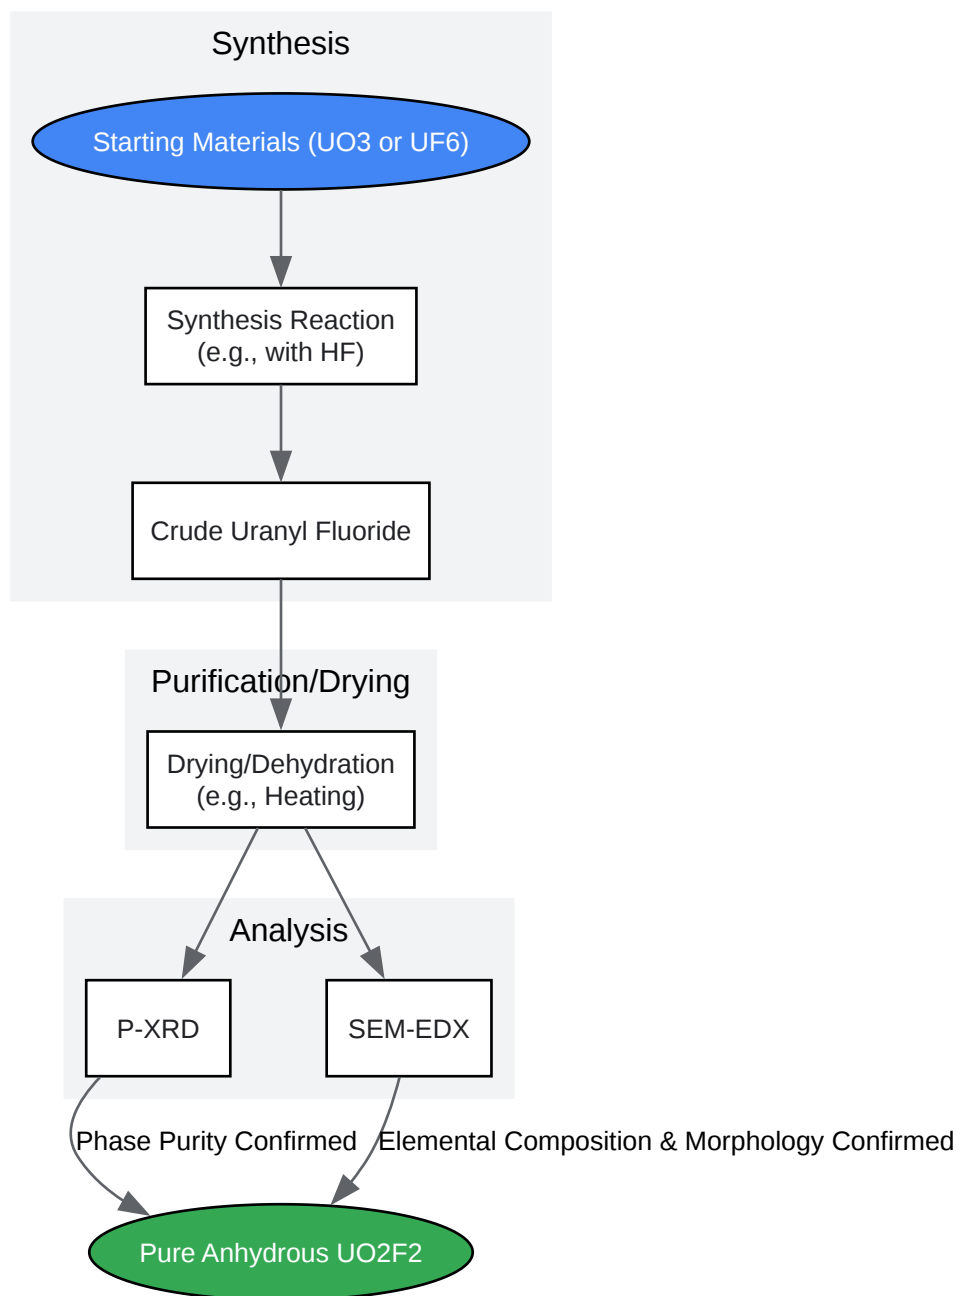 Synthesis
Starting Materials (UO3 or UF6)
Synthesis Reaction
(e.g., with HF)
Crude Uranyl Fluoride
Purification/Drying
Drying/Dehydration
(e.g., Heating)
Analysis
P-XRD
SEM-EDX
Phase Purity Confirmed
Elemental Composition & Morphology Confirmed
Pure Anhydrous UO2F2